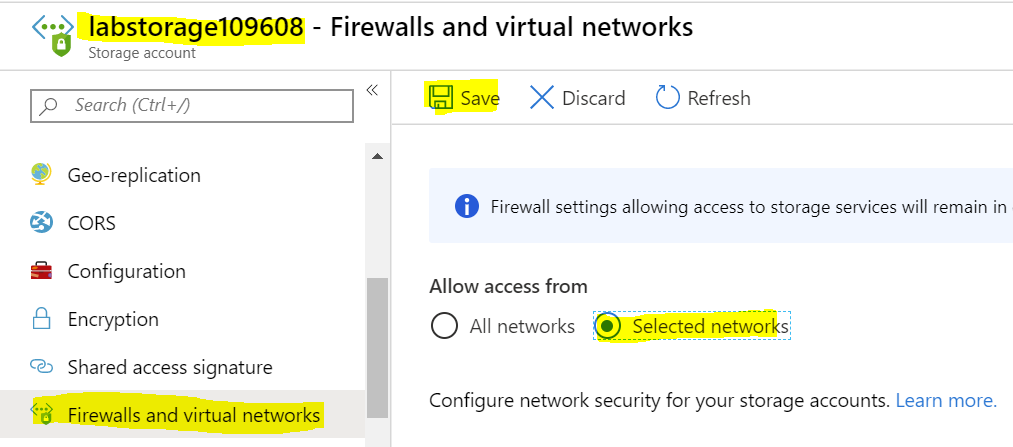 labstorage109608 - Firewalls and virtual networks
Storage account
Search (Ctrl+/)
«
Save
Discard
Refresh
Geo-replication
CORS
Configuration
Encryption
Shared access signature
Firewalls and virtual networks
Firewall settings allowing access to storage services will remain in
Allow access from
All networks
Selected networks
Configure network security for your storage accounts. Learn more.